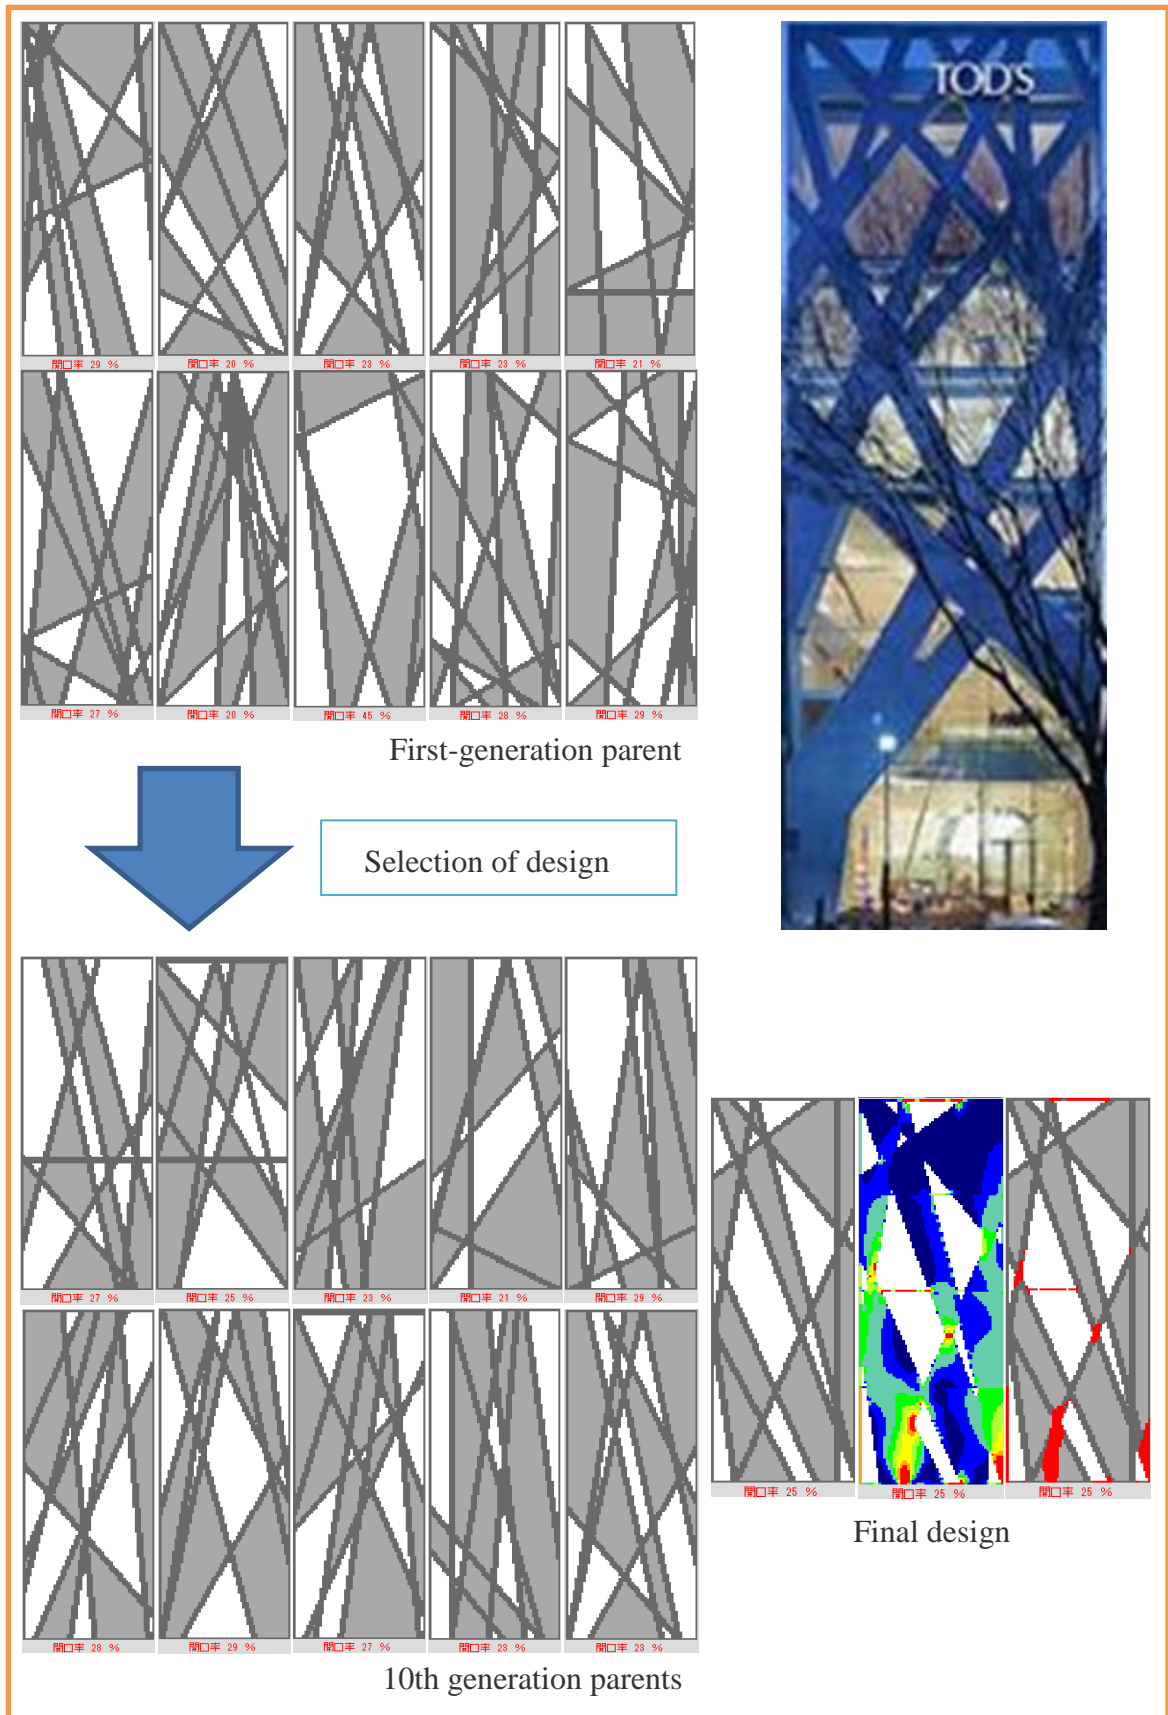 TOD'S
開口率 29 %
開口率 20 %
開口率 23 %
開口率 23 %
開口率 21 %
開口率 27 %
開口率 20 %
開口率 45 %
開口率 28 %
開口率 29 %
First-generation parent
Selection of design
開口率 27 %
開口率 25 %
開口率 23 %
開口率 21 %
開口率 29 %
開口率 25 %
開口率 25 %
開口率 25 %
Final design
開口率 28 %
開口率 29 %
開口率 27 %
開口率 23 %
開口率 23 %
10th generation parents